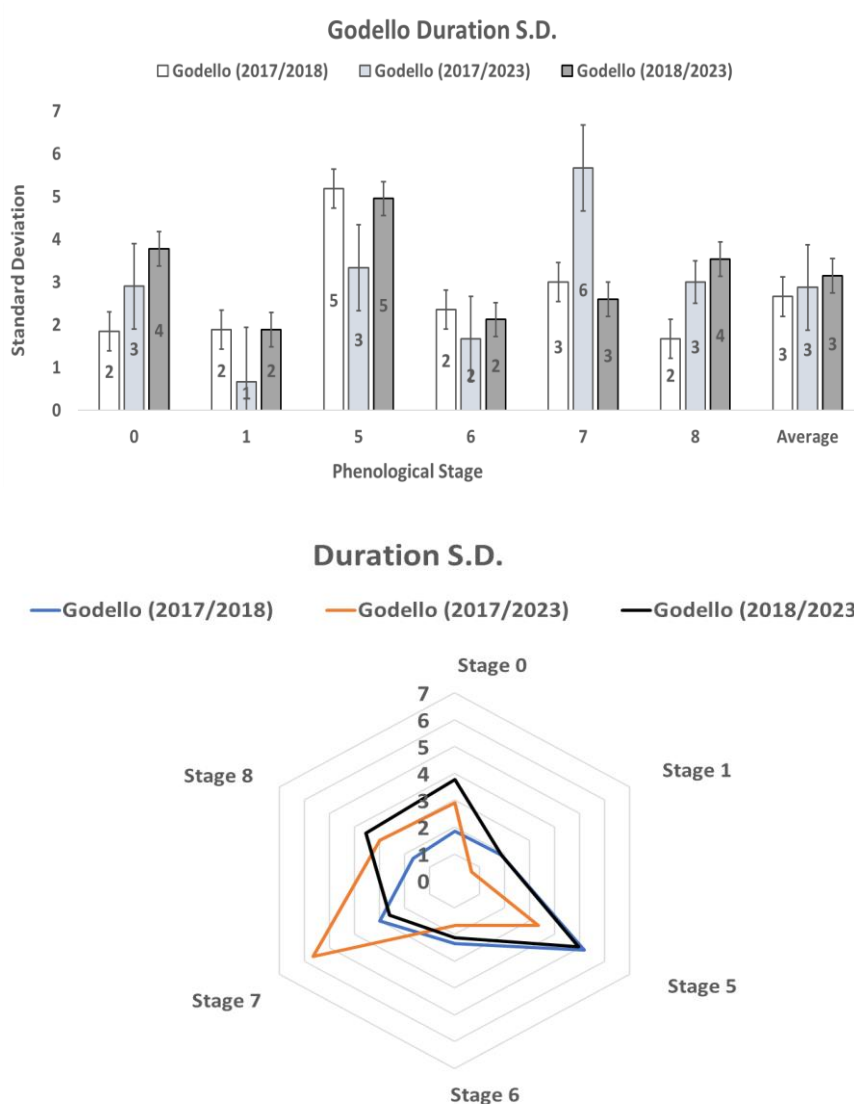 Godello Duration S.D.
Godello (2017/2018) Godello (2017/2023) Godello (2018/2023)
7
6
5
4
3
2
1
0
Standard Deviation
2 3 4 2 1 2 5 3 5 2 2 2 3 6 3 2 3 4 3 3 3
0 1 5 6 7 8 Average
Phenological Stage
Duration S.D.
Godello (2017/2018) Godello (2017/2023) Godello (2018/2023
Stage 0
7
6
5
4
3
2
1
0
Stage 8 Stage 1
Stage 7 Stage 5
Stage 6